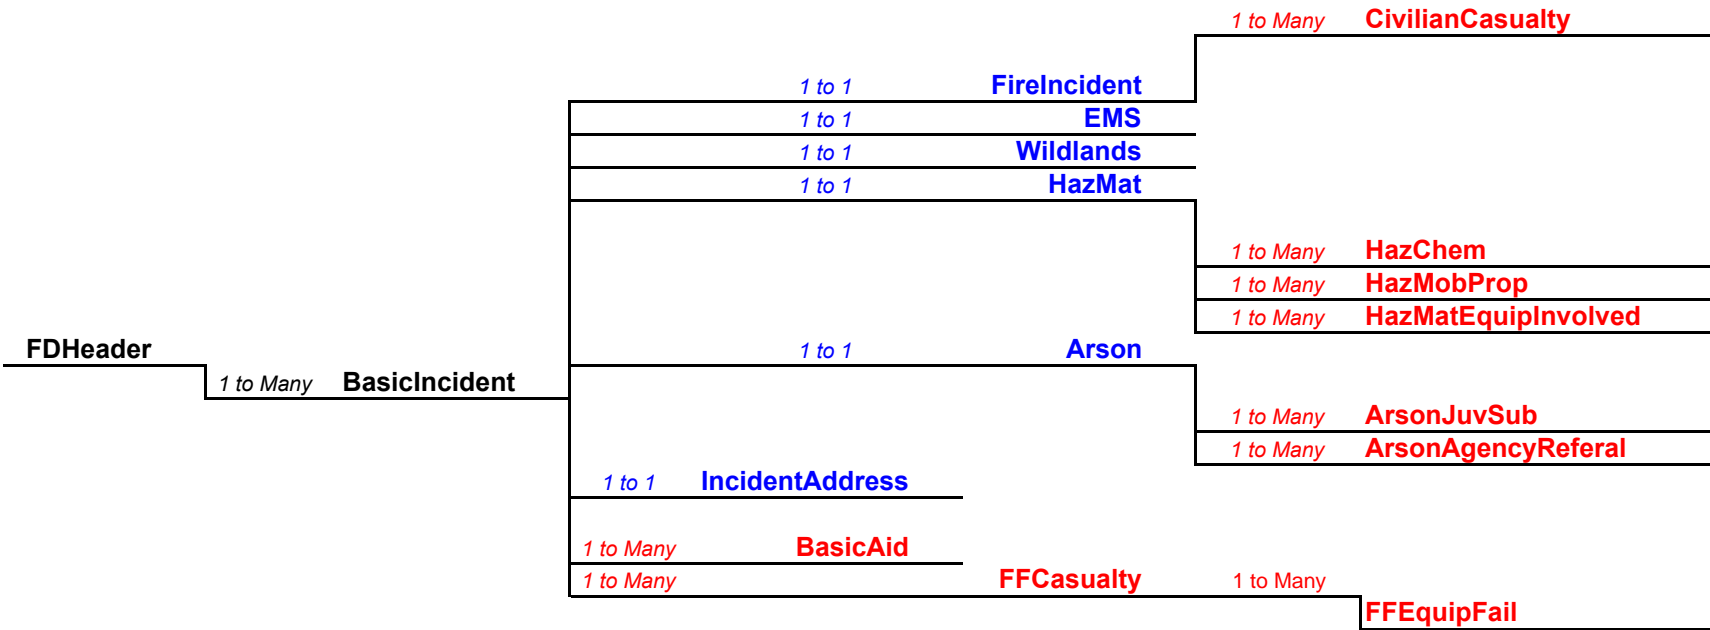 1 to Many CivilianCasualty
1 to 1 FireIncident
1 to 1 EMS
1 to 1 Wildlands
1 to 1 HazMat
1 to Many HazChem
1 to Many HazMobProp
1 to Many HazMatEquipInvolved
FDHeader 1 to 1 Arson
1 to Many BasicIncident
1 to Many ArsonJuvSub
1 to Many ArsonAgencyReferal
1 to 1 IncidentAddress
1 to Many BasicAid
1 to Many FFCasualty 1 to Many
FFEquipFail